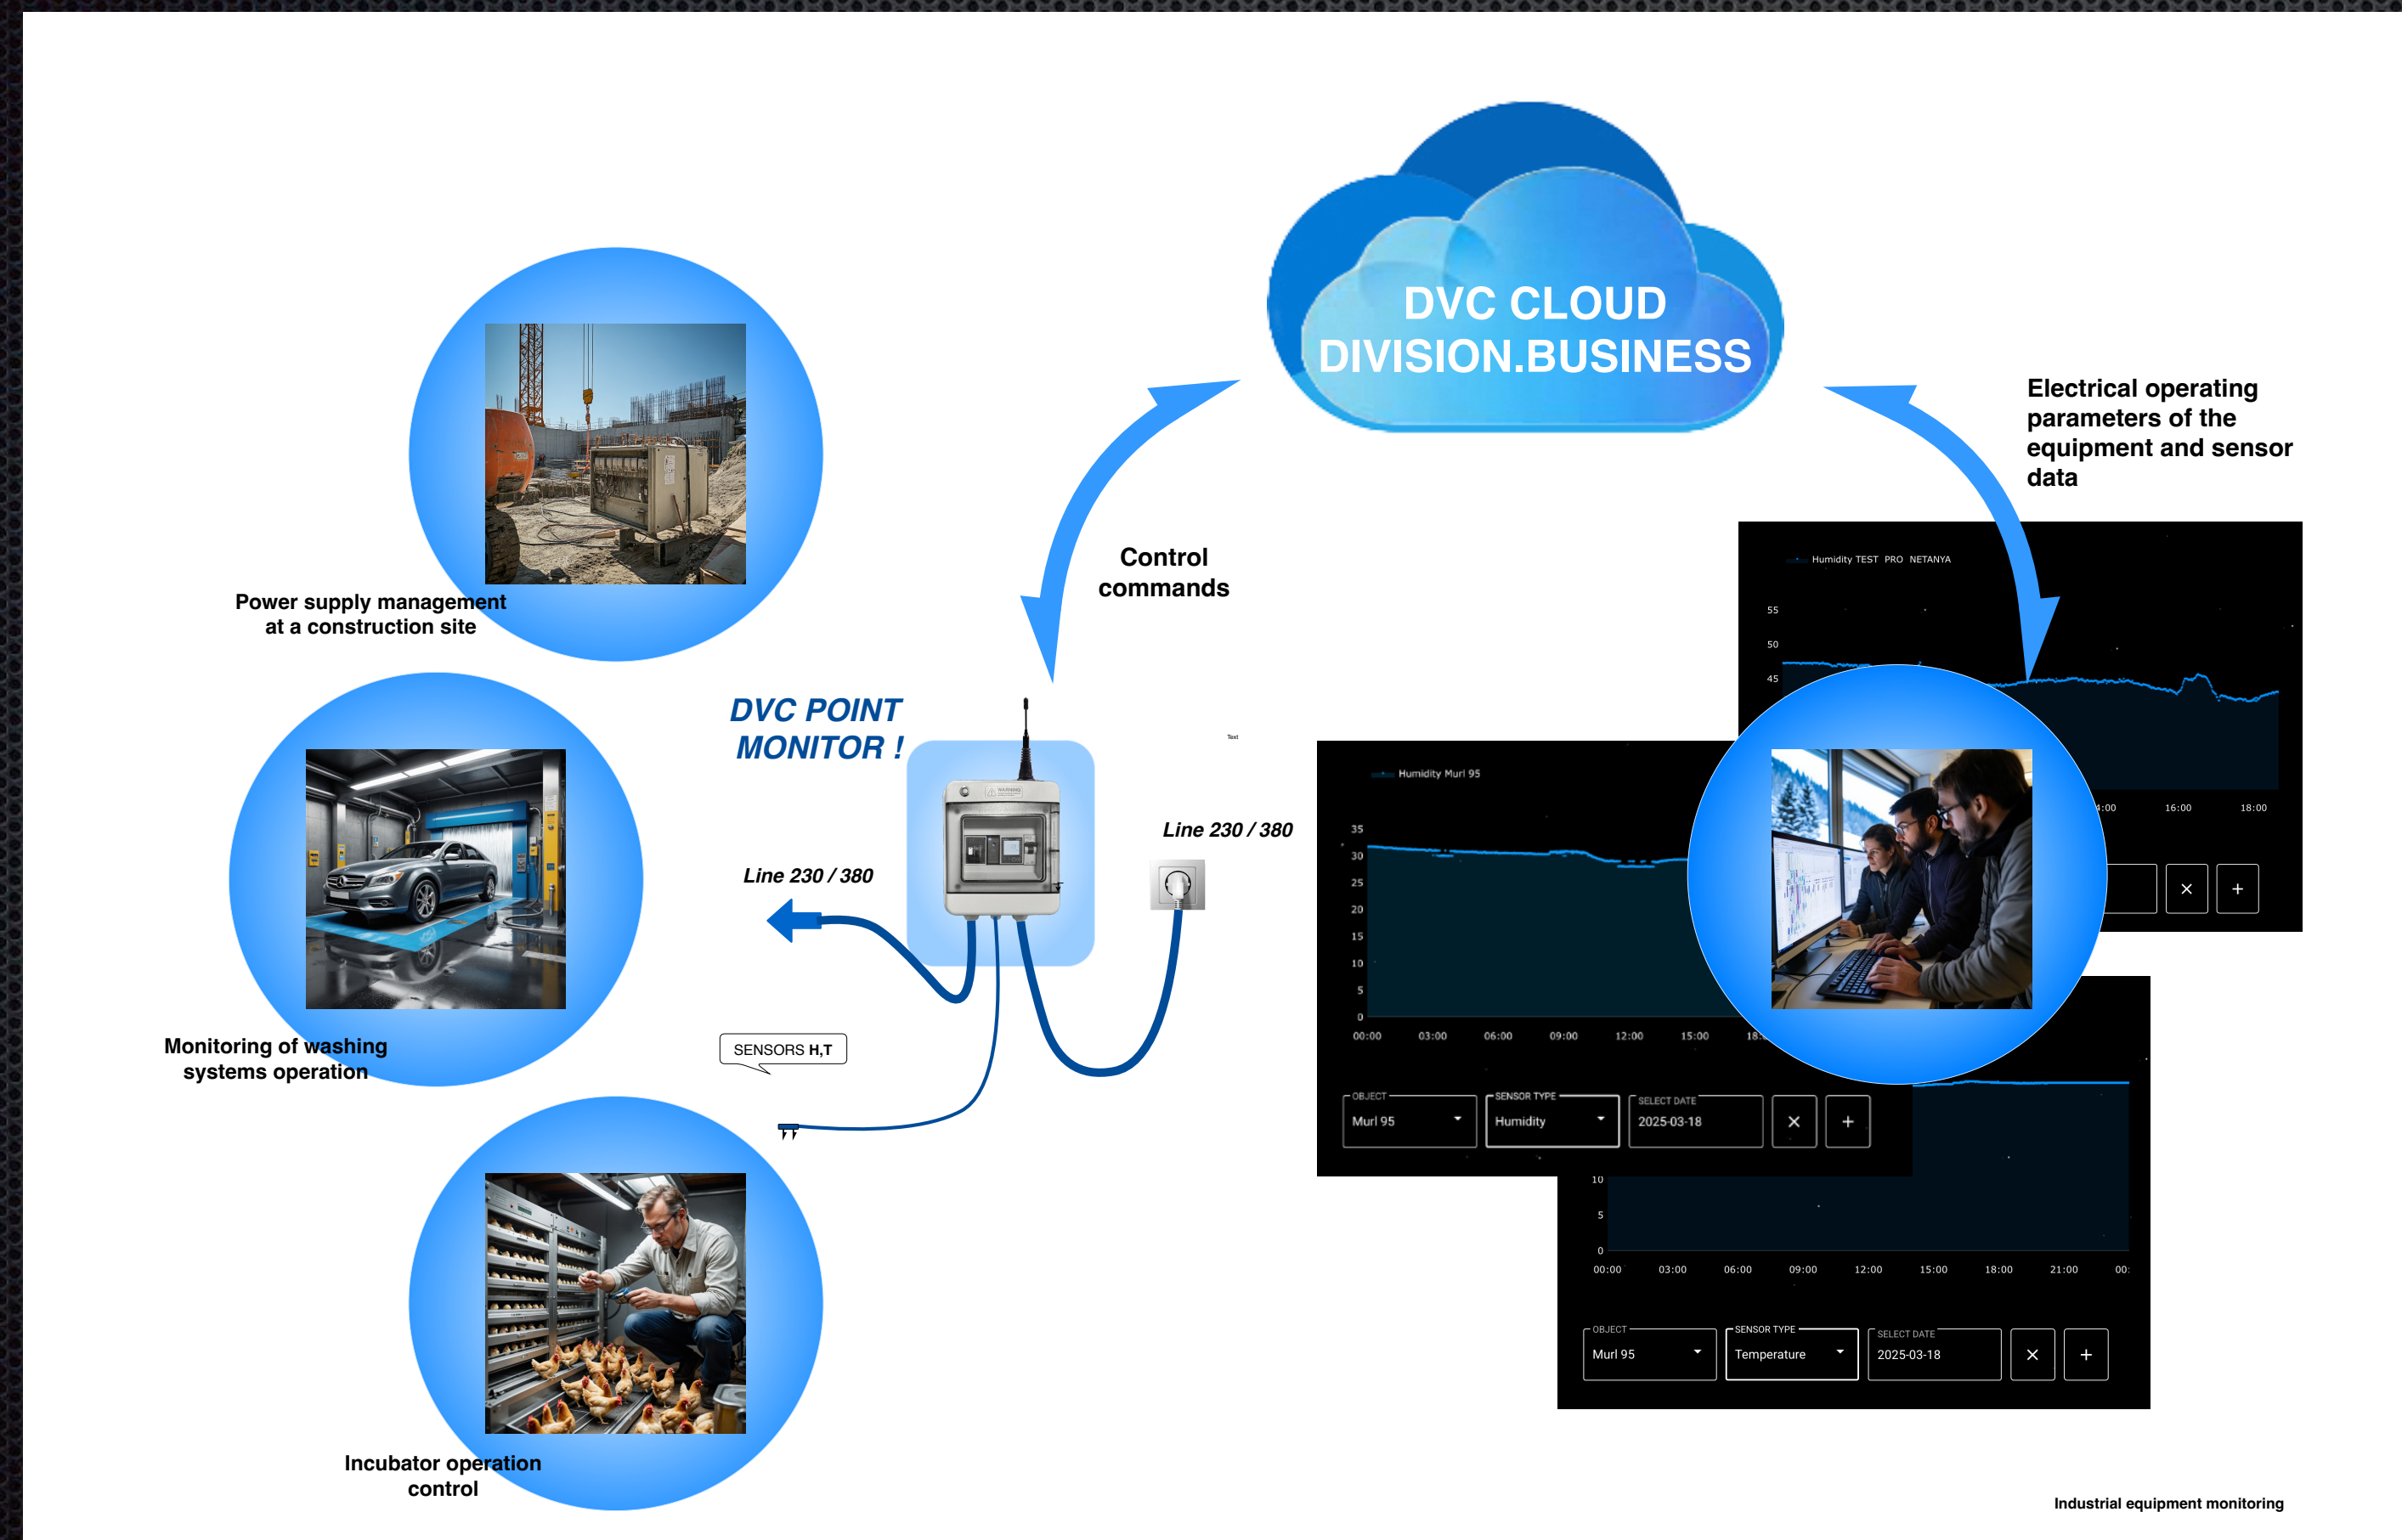 DVC CLOUD
DIVISION.BUSINESS
Electrical operating
parameters of the
equipment and sensor
data
Control
commands
Power supply management
at a construction site
DVC POINT
MONITOR !
Text
WARNING
Line 230 / 380
Line 230 / 380
SENSORS H,T
Monitoring of washing
systems operation
Incubator operation
control
Humidity TEST PRO NETANYA
55
50
45
16:00 18:00
Humidity Murl 95
35
30
25
20
15
10
5
0
00:00 03:00 06:00 09:00 12:00 15:00
OBJECT SENSOR TYPE SELECT DATE
Murl 95 Humidity 2025-03-18 × +
× +
10
5
0
00:00 03:00 06:00 09:00 12:00 15:00 18:00 21:00 00:
OBJECT SENSOR TYPE SELECT DATE
Murl 95 Temperature 2025-03-18 × +
Industrial equipment monitoring